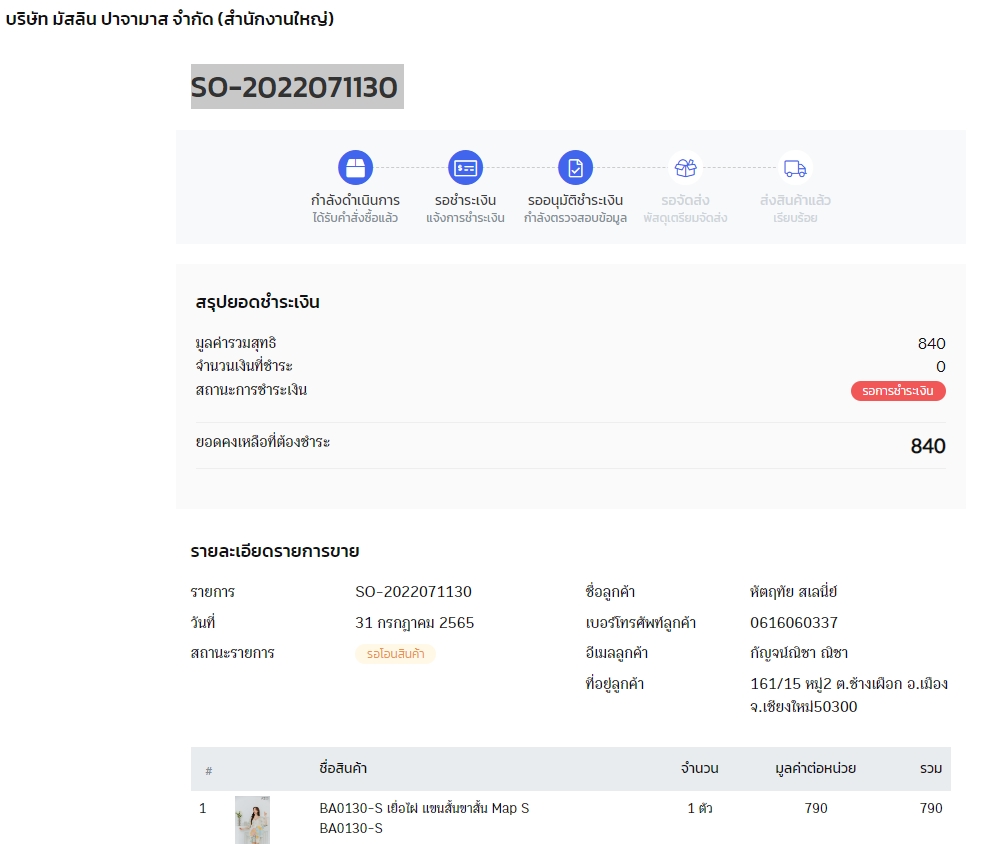 บริษัท มัสลิน ปาจามาส จำกัด (สำนักงานใหญ่)
SO-2022071130
กำลังดำเนินการ รอชำระเงิน รออนุมัติชำระเงิน รอจัดส่ง ส่งสินค้าแล้ว
ได้รับคำสั่งซื้อแล้ว แจ้งการชำระเงิน กำลังตรวจสอบข้อมูล พัสดุเตรียมจัดส่ง เรียบร้อย
สรุปยอดชำระเงิน
มูลค่ารวมสุทธิ 840
จำนวนเงินที่ชำระ 0
สถานะการชำระเงิน รอการชำระเงิน
ยอดคงเหลือที่ต้องชำระ 840
รายละเอียดรายการขาย
รายการ SO-2022071130 ชื่อลูกค้า หัตฤทัย สเลนี่ย์
วันที่ 31 กรกฎาคม 2565 เบอร์โทรศัพท์ลูกค้า 0616060337
สถานะรายการ รอโอนสินค้า อีเมลลูกค้า กัญจน์ณิชา ณิชา
ที่อยู่ลูกค้า 161/15 หมู่2 ต.ช้างเผือก อ.เมือง
จ.เชียงใหม่50300
# ชื่อสินค้า จำนวน มูลค่าต่อหน่วย รวม
1 BA0130-S เยื่อไผ่ แขนสั้นขาสั้น Map S 1 ตัว 790 790
BA0130-S